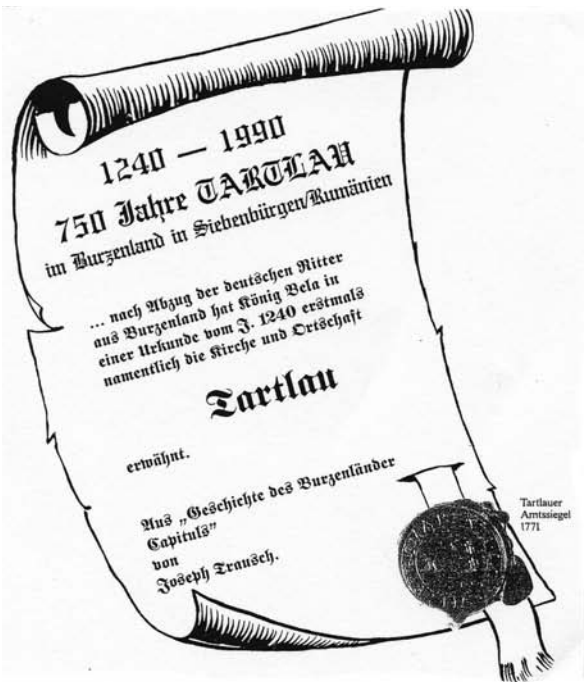 1240 — 1990
750 Jahre TARTLAU
im Burzenland in Siebenbürgen/Rumänien
... nach Abzug der deutschen Ritter
aus Burzenland hat König Bela in
einer Urkunde vom J. 1240 erstmals
namentlich die Kirche und Ortschaft
Tartlau
erwähnt.
Aus „Geschichte des Burzenländer
Capituls”
von
Joseph Trausch.
Tartlauer
Amtssiegel
1771